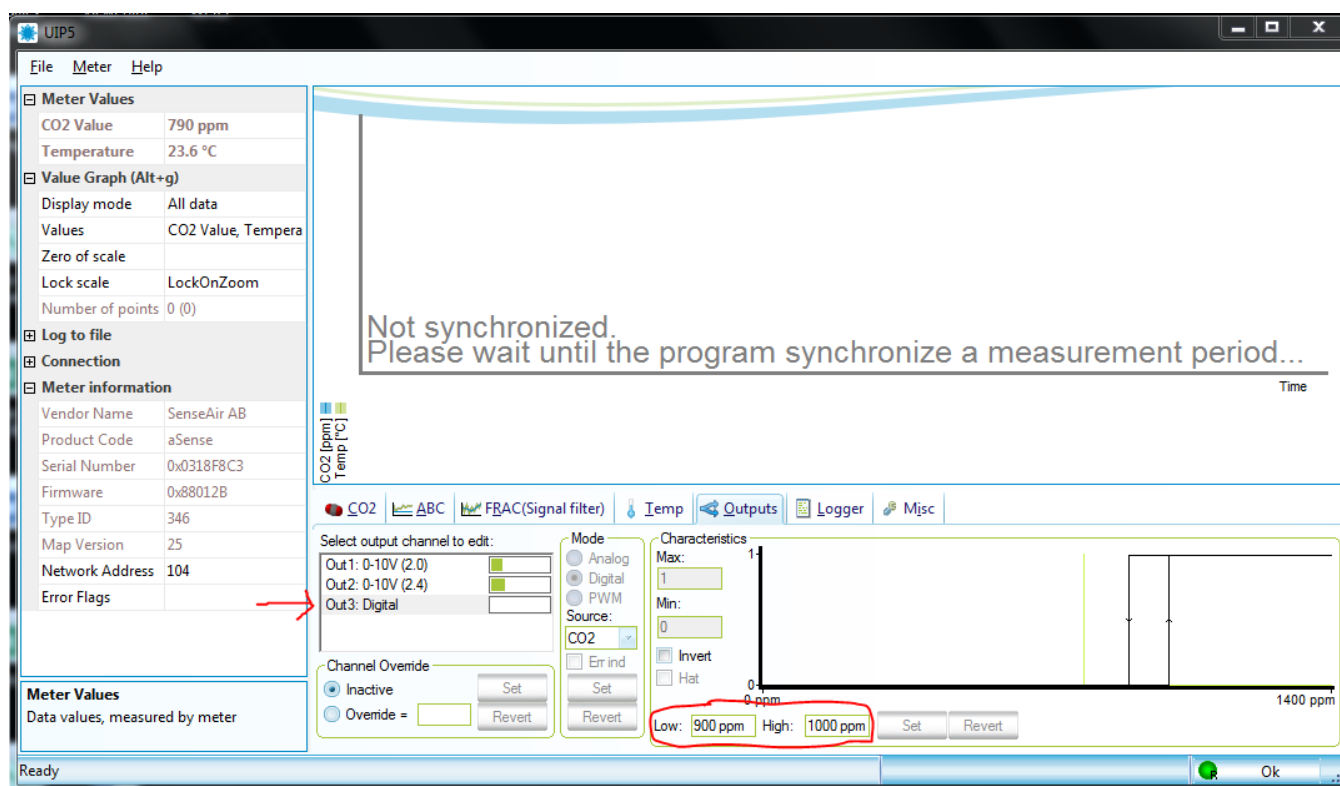 UIP5
File Meter Help
Meter Values
CO2 Value 790 ppm
Temperature 23.6 °C
Value Graph (Alt+g)
Display mode All data
Values CO2 Value, Tempera
Zero of scale
Lock scale LockOnZoom
Number of points 0 (0)
Log to file
Connection
Meter information
Vendor Name SenseAir AB
Product Code aSense
Serial Number 0x0318F8C3
Firmware 0x88012B
Type ID 346
Map Version 25
Network Address 104
Error Flags
Meter Values
Data values, measured by meter
Not synchronized.
Please wait until the program synchronize a measurement period...
Time
CO2 [ppm]
Temp [°C]
CO2 ABC FRAC(Signal filter) Temp Outputs Logger Misc
Select output channel to edit:
Out1: 0-10V (2.0)
Out2: 0-10V (2.4)
Out3: Digital
Channel Override
Inactive Set
Override = Revert
Mode
Analog
Digital
PWM
Source:
CO2
Err ind
Set
Revert
Characteristics
Max:
1
Min:
0
Invert
Hat
1
0
0 ppm 1400 ppm
Low: 900 ppm High: 1000 ppm Set Revert
Ready R Ok